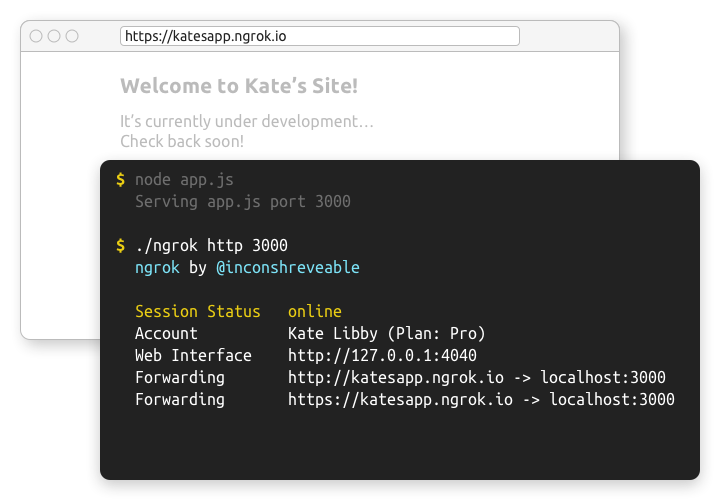 https://katesapp.ngrok.io
Welcome to Kate's Site!
It's currently under development...
Check back soon!
$ node app.js
Serving app.js port 3000
$ ./ngrok http 3000
ngrok by @inconshreveable
Session Status online
Account Kate Libby (Plan: Pro)
Web Interface http://127.0.0.1:4040
Forwarding http://katesapp.ngrok.io -> localhost:3000
Forwarding https://katesapp.ngrok.io -> localhost:3000